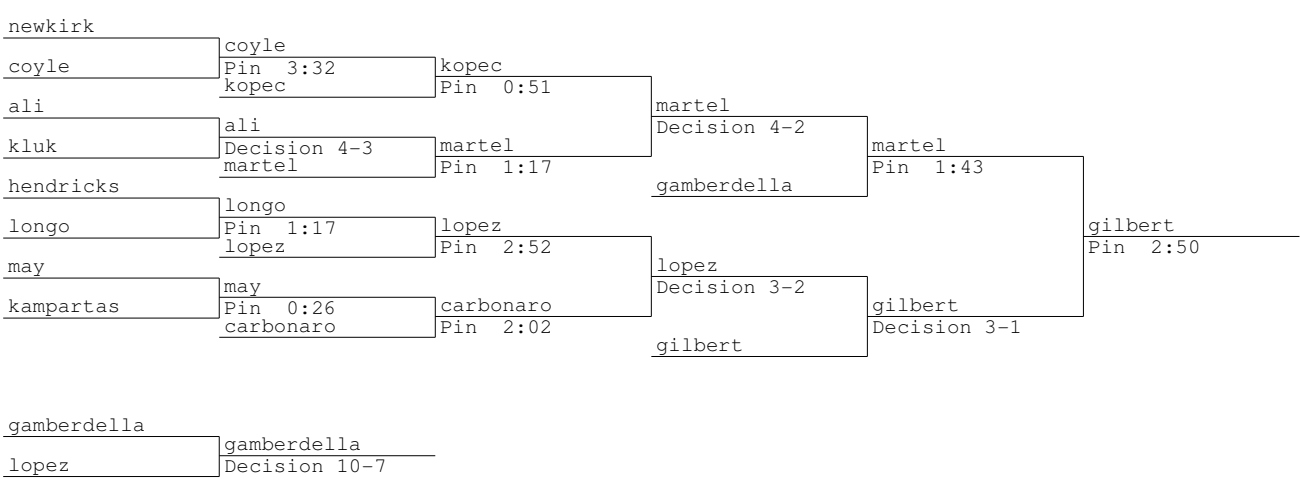 newkirk
coyle
coyle
Pin 3:32
kopec
kopec
Pin 0:51
ali
martel
ali
Decision 4-2
kluk
Decision 4-3
martel
martel
martel
Pin 1:17
Pin 1:43
hendricks
gamberdella
longo
longo
Pin 1:17
lopez
gilbert
lopez
Pin 2:52
Pin 2:50
may
lopez
may
Decision 3-2
kampartas
Pin 0:26
carbonaro
gilbert
carbonaro
Pin 2:02
Decision 3-1
gilbert
gamberdella
gamberdella
lopez
Decision 10-7